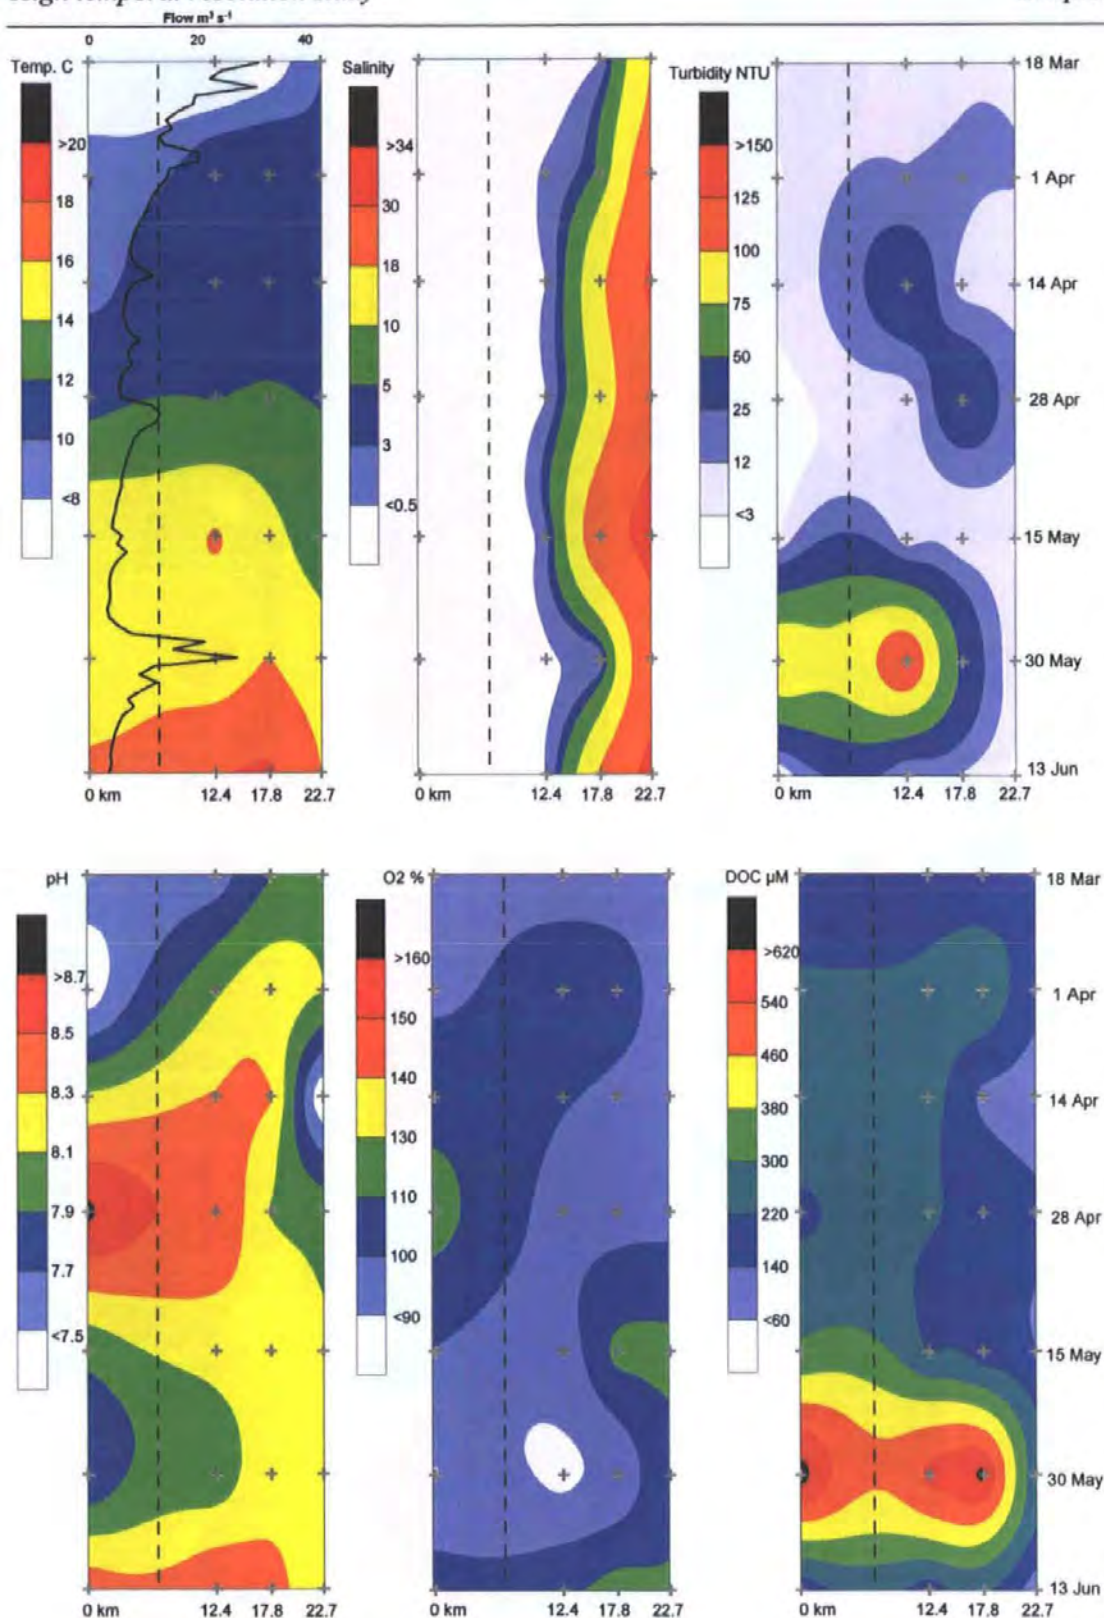 Flow m³ s⁻¹
0 20 40
Temp. C
>20
18
16
14
12
10
<8
0 km 12.4 17.8 22.7
Salinity
>34
30
18
10
5
3
<0.5
0 km 12.4 17.8 22.7
Turbidity NTU
>150
125
100
75
50
25
12
<3
18 Mar
1 Apr
14 Apr
28 Apr
15 May
30 May
13 Jun
0 km 12.4 17.8 22.7
pH
>8.7
8.5
8.3
8.1
7.9
7.7
<7.5
0 km 12.4 17.8 22.7
O2 %
>160
150
140
130
110
100
<90
0 km 12.4 17.8 22.7
DOC µM
>620
540
460
380
300
220
140
<60
18 Mar
1 Apr
14 Apr
28 Apr
15 May
30 May
13 Jun
0 km 12.4 17.8 22.7